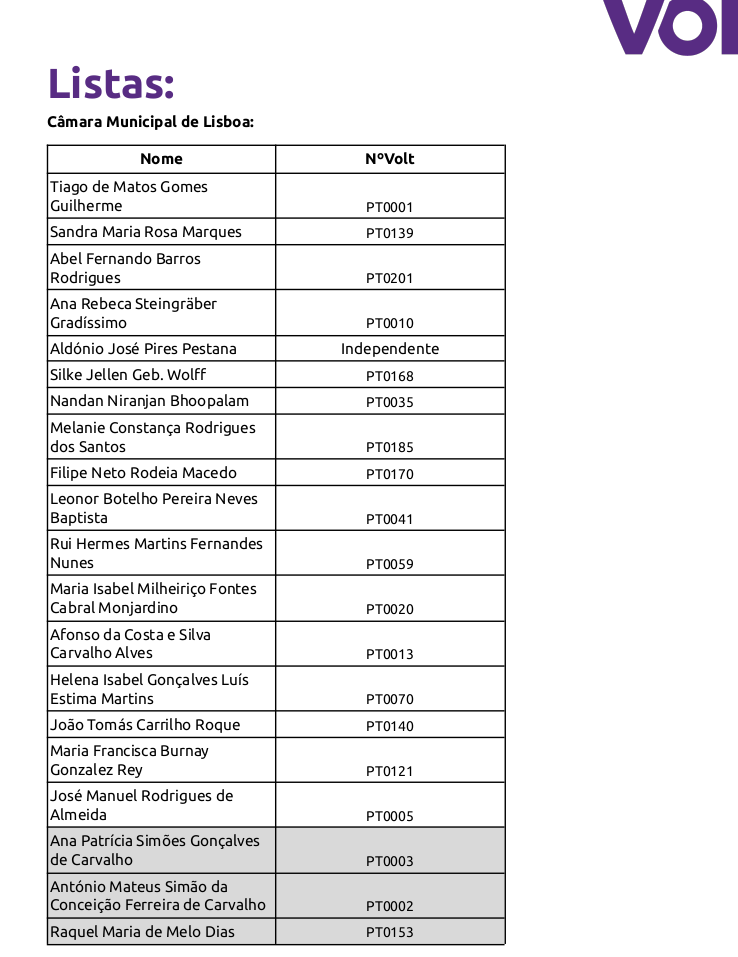 Listas:
Câmara Municipal de Lisboa:
Nome NºVolt
Tiago de Matos Gomes
Guilherme PT0001
Sandra Maria Rosa Marques PT0139
Abel Fernando Barros
Rodrigues PT0201
Ana Rebeca Steingräber
Gradíssimo PT0010
Aldónio José Pires Pestana Independente
Silke Jellen Geb. Wolff PT0168
Nandan Niranjan Bhoopalam PT0035
Melanie Constança Rodrigues
dos Santos PT0185
Filipe Neto Rodeia Macedo PT0170
Leonor Botelho Pereira Neves
Baptista PT0041
Rui Hermes Martins Fernandes
Nunes PT0059
Maria Isabel Milheiriço Fontes
Cabral Monjardino PT0020
Afonso da Costa e Silva
Carvalho Alves PT0013
Helena Isabel Gonçalves Luís
Estima Martins PT0070
João Tomás Carrilho Roque PT0140
Maria Francisca Burnay
Gonzalez Rey PT0121
José Manuel Rodrigues de
Almeida PT0005
Ana Patrícia Simões Gonçalves
de Carvalho PT0003
António Mateus Simão da
Conceição Ferreira de Carvalho PT0002
Raquel Maria de Melo Dias PT0153